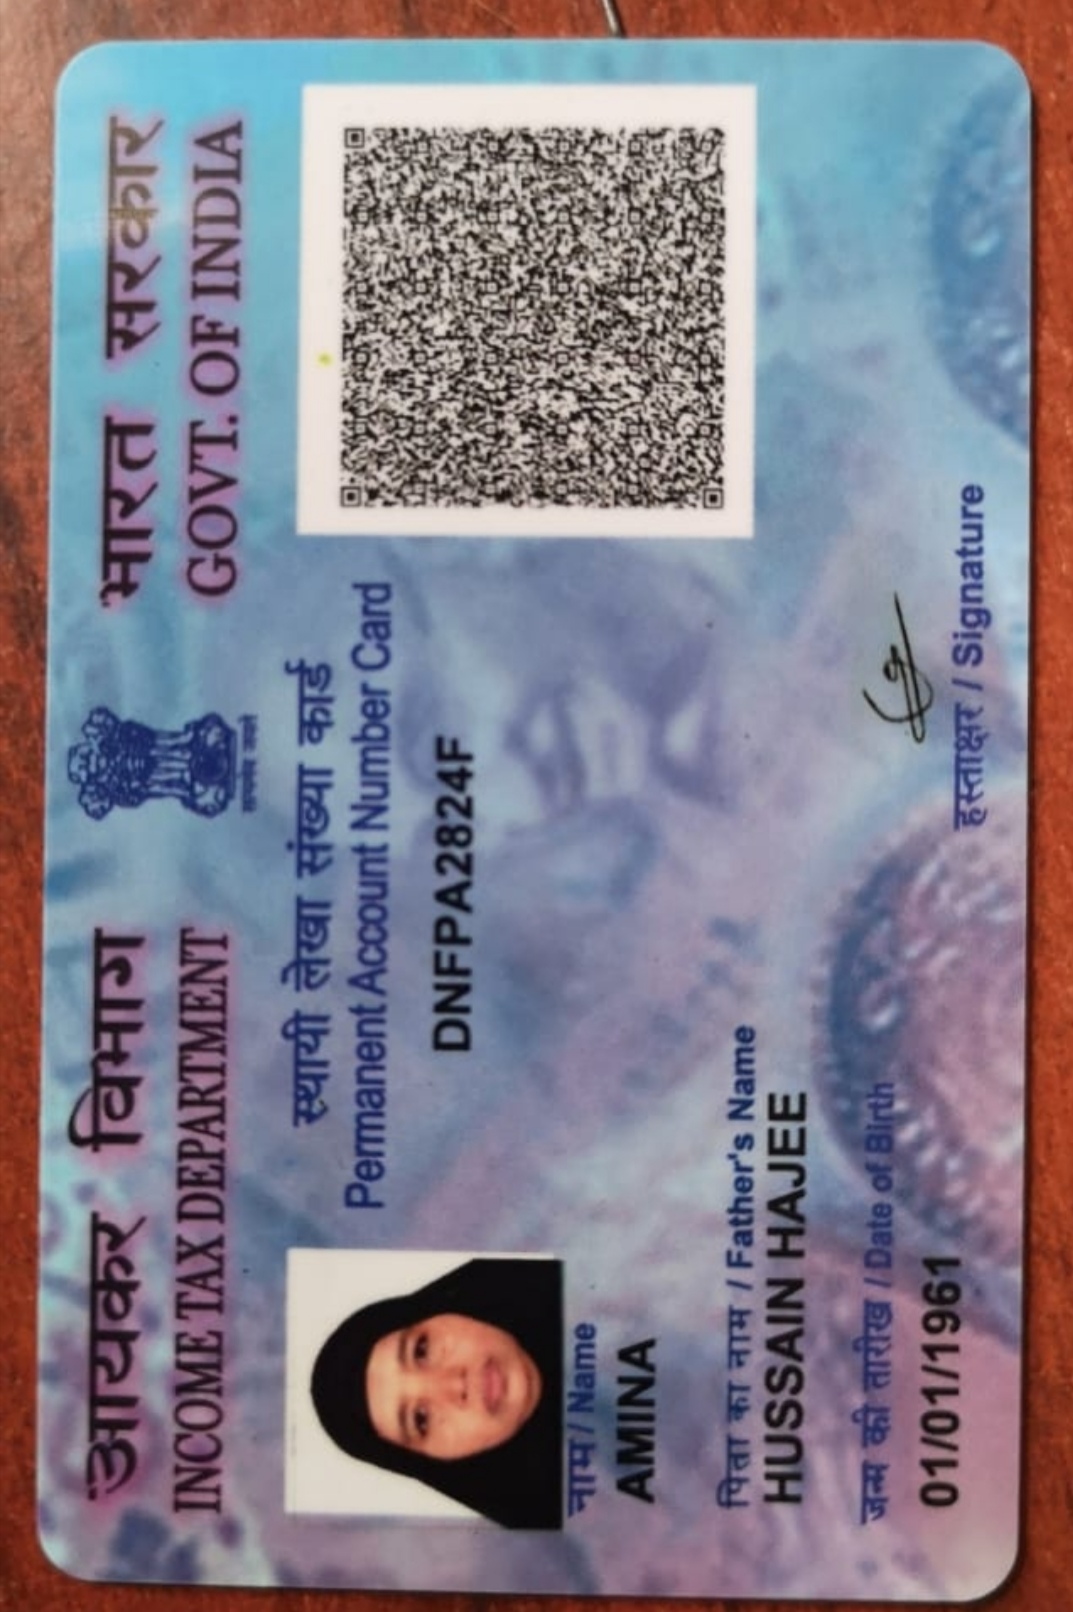 आयकर विभाग
INCOME TAX DEPARTMENT
भारत सरकार
GOVT. OF INDIA
सत्यमेव जयते
स्थायी लेखा संख्या कार्ड
Permanent Account Number Card
DNFPA2824F
नाम / Name
AMINA
पिता का नाम / Father's Name
HUSSAIN HAJEE
जन्म की तारीख / Date of Birth
01/01/1961
हस्ताक्षर / Signature